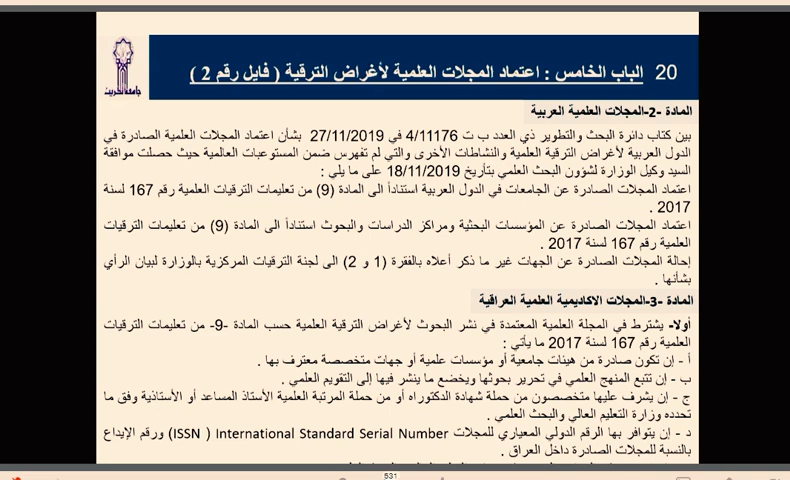 20 الباب الخامس : اعتماد المجلات العلمية لأغراض الترقية ( فايل رقم 2 )
جامعة تكريت
المادة -2-المجلات العلمية العربية
بين كتاب دائرة البحث والتطوير ذي العدد ب ت 4/11176 في 27/11/2019 بشأن اعتماد المجلات العلمية الصادرة في
الدول العربية لأغراض الترقية العلمية والنشاطات الأخرى والتي لم تفهرس ضمن المستوعبات العالمية حيث حصلت موافقة
السيد وكيل الوزارة لشؤون البحث العلمي بتأريخ 18/11/2019 على ما يلي :
اعتماد المجلات الصادرة عن الجامعات في الدول العربية استناداً الى المادة (9) من تعليمات الترقيات العلمية رقم 167 لسنة
2017 .
اعتماد المجلات الصادرة عن المؤسسات البحثية ومراكز الدراسات والبحوث استناداً الى المادة (9) من تعليمات الترقيات
العلمية رقم 167 لسنة 2017 .
إحالة المجلات الصادرة عن الجهات غير ما ذكر أعلاه بالفقرة (1 و 2) الى لجنة الترقيات المركزية بالوزارة لبيان الرأي
بشأنها .
المادة -3-المجلات الاكاديمية العلمية العراقية
أولا- يشترط في المجلة العلمية المعتمدة في نشر البحوث لأغراض الترقية العلمية حسب المادة -9- من تعليمات الترقيات
العلمية رقم 167 لسنة 2017 ما يأتي :
أ - إن تكون صادرة من هيئات جامعية أو مؤسسات علمية أو جهات متخصصة معترف بها .
ب - إن تتبع المنهج العلمي في تحرير بحوثها ويخضع ما ينشر فيها إلى التقويم العلمي .
ج - إن يشرف عليها متخصصون من حملة شهادة الدكتوراه أو من حملة المرتبة العلمية الأستاذ المساعد أو الأستاذية وفق ما
تحدده وزارة التعليم العالي والبحث العلمي .
د - إن يتوافر بها الرقم الدولي المعياري للمجلات ISSN ) International Standard Serial Number) ورقم الإيداع
بالنسبة للمجلات الصادرة داخل العراق .
531